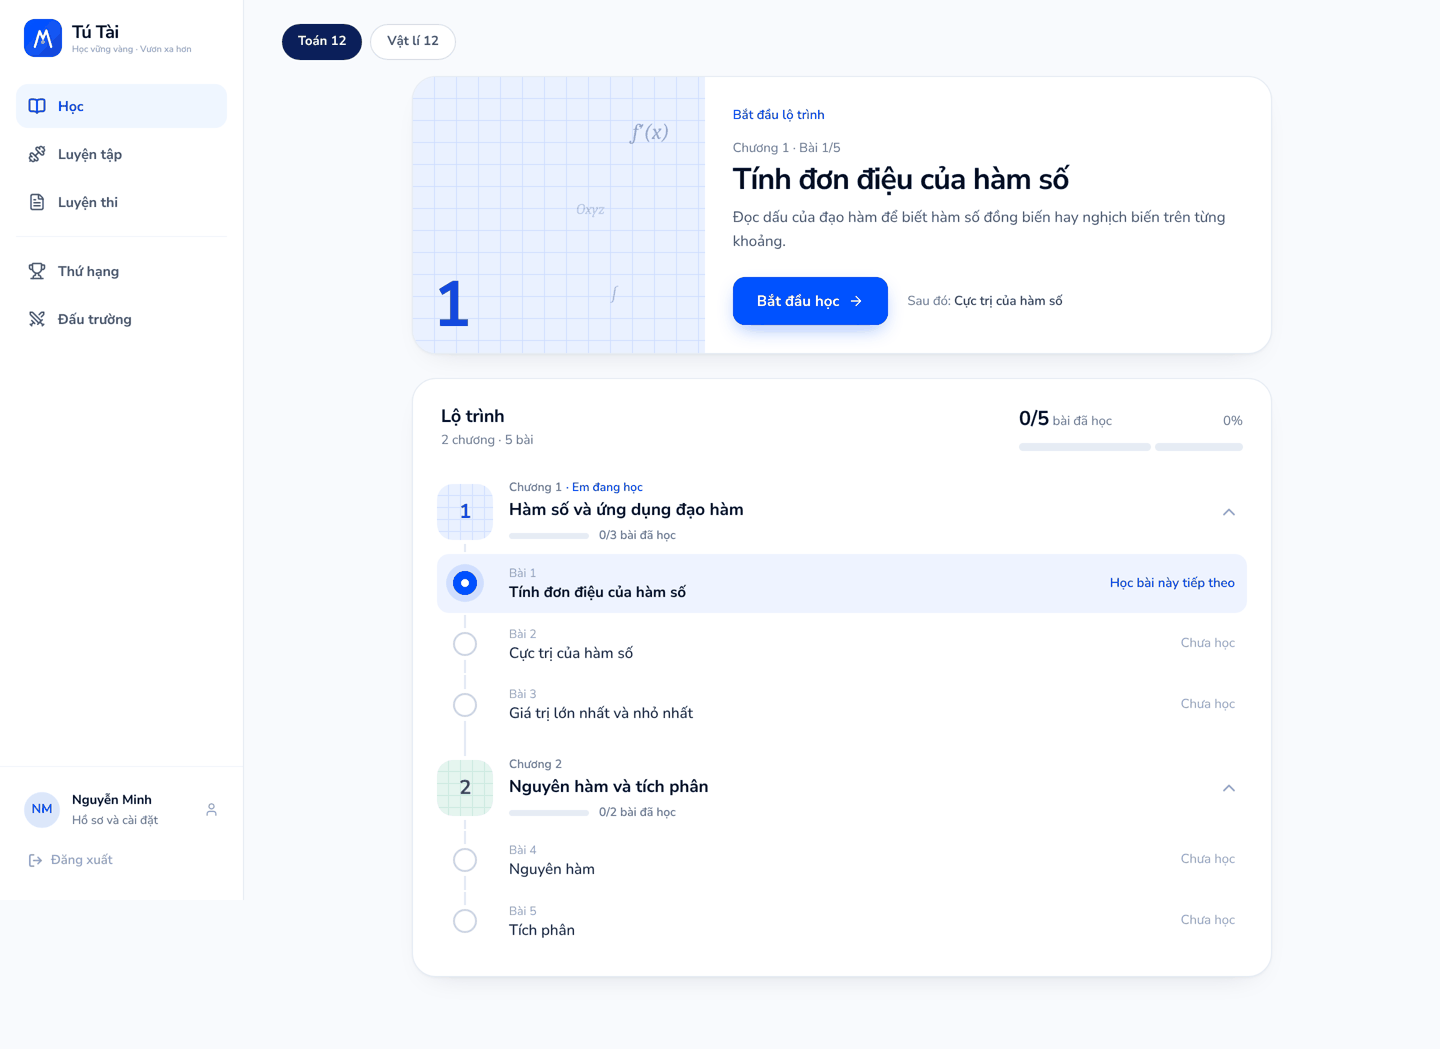 Tú Tài
Học vững vàng · Vươn xa hơn
Học
Luyện tập
Luyện thi
Thứ hạng
Đấu trường
NM
Nguyễn Minh
Hồ sơ và cài đặt
Đăng xuất
Toán 12
Vật lí 12
f′(x)
Oxyz
∫
1
Bắt đầu lộ trình
Chương 1 · Bài 1/5
Tính đơn điệu của hàm số
Đọc dấu của đạo hàm để biết hàm số đồng biến hay nghịch biến trên từng
khoảng.
Bắt đầu học →
Sau đó: Cực trị của hàm số
Lộ trình
2 chương · 5 bài
0/5 bài đã học
0%
1
Chương 1 · Em đang học
Hàm số và ứng dụng đạo hàm
0/3 bài đã học
Bài 1
Tính đơn điệu của hàm số
Học bài này tiếp theo
Bài 2
Cực trị của hàm số
Chưa học
Bài 3
Giá trị lớn nhất và nhỏ nhất
Chưa học
2
Chương 2
Nguyên hàm và tích phân
0/2 bài đã học
Bài 4
Nguyên hàm
Chưa học
Bài 5
Tích phân
Chưa học